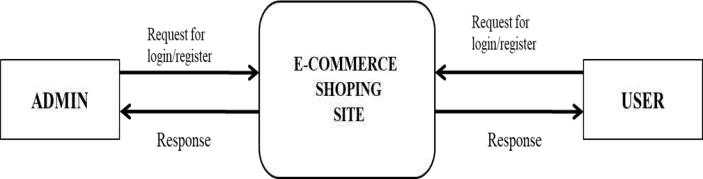 Request for
login/register
ADMIN
Response
E-COMMERCE
SHOPING
SITE
Request for
login/register
USER
Response